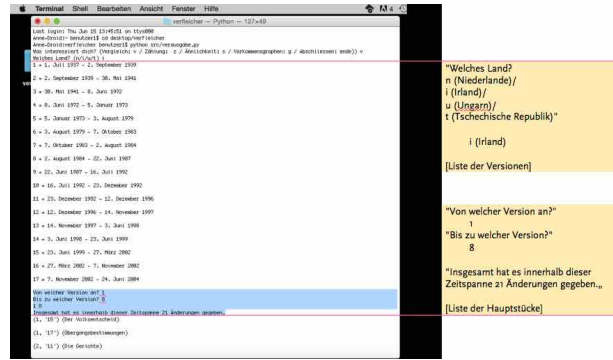 Terminal Shell Bearbeiten Ansicht Fenster Hilfe
verfleicher — Python — 127×49
Last login: Thu Jun 15 13:45:51 on ttys000
Anne-Droid:~ benutzer1$ cd desktop/verfleicher
Anne-Droid:verfleicher benutzer1$ python src/verausgabe.py
Was interessiert dich? (Vergleich: v / Zählung: z / Ähnlichkeit: s / Vorkommensgraphen: g / Abschliessen: ende)) v
Welches Land? (n/i/u/t) i
1 = 1. Juli 1937 - 2. September 1939
2 = 2. September 1939 - 30. Mai 1941
3 = 30. Mai 1941 - 8. Juni 1972
4 = 8. Juni 1972 - 5. Januar 1973
5 = 5. Januar 1973 - 3. August 1979
6 = 3. August 1979 - 7. Oktober 1983
7 = 7. Oktober 1983 - 2. August 1984
8 = 2. August 1984 - 22. Juni 1987
9 = 22. Juni 1987 - 16. Juli 1992
10 = 16. Juli 1992 - 23. Dezember 1992
11 = 23. Dezember 1992 - 12. Dezember 1996
12 = 12. Dezember 1996 - 14. November 1997
13 = 14. November 1997 - 3. Juni 1998
14 = 3. Juni 1998 - 23. Juni 1999
15 = 23. Juni 1999 - 27. März 2002
16 = 27. März 2002 - 7. November 2002
17 = 7. November 2002 - 24. Juni 2004
Von welcher Version an? 1
Bis zu welcher Version? 8
1 8
Insgesamt hat es innerhalb dieser Zeitspanne 21 Änderungen gegeben.
(1, '15') (Der Volksentscheid)
(1, '17') (Übergangsbestimmungen)
(2, '11') (Die Gerichte)
"Welches Land?
n (Niederlande)/
i (Irland)/
u (Ungarn)/
t (Tschechische Republik)"
i (Irland)
[Liste der Versionen]
"Von welcher Version an?"
1
"Bis zu welcher Version?"
8
"Insgesamt hat es innerhalb dieser
Zeitspanne 21 Änderungen gegeben.„
[Liste der Hauptstücke]